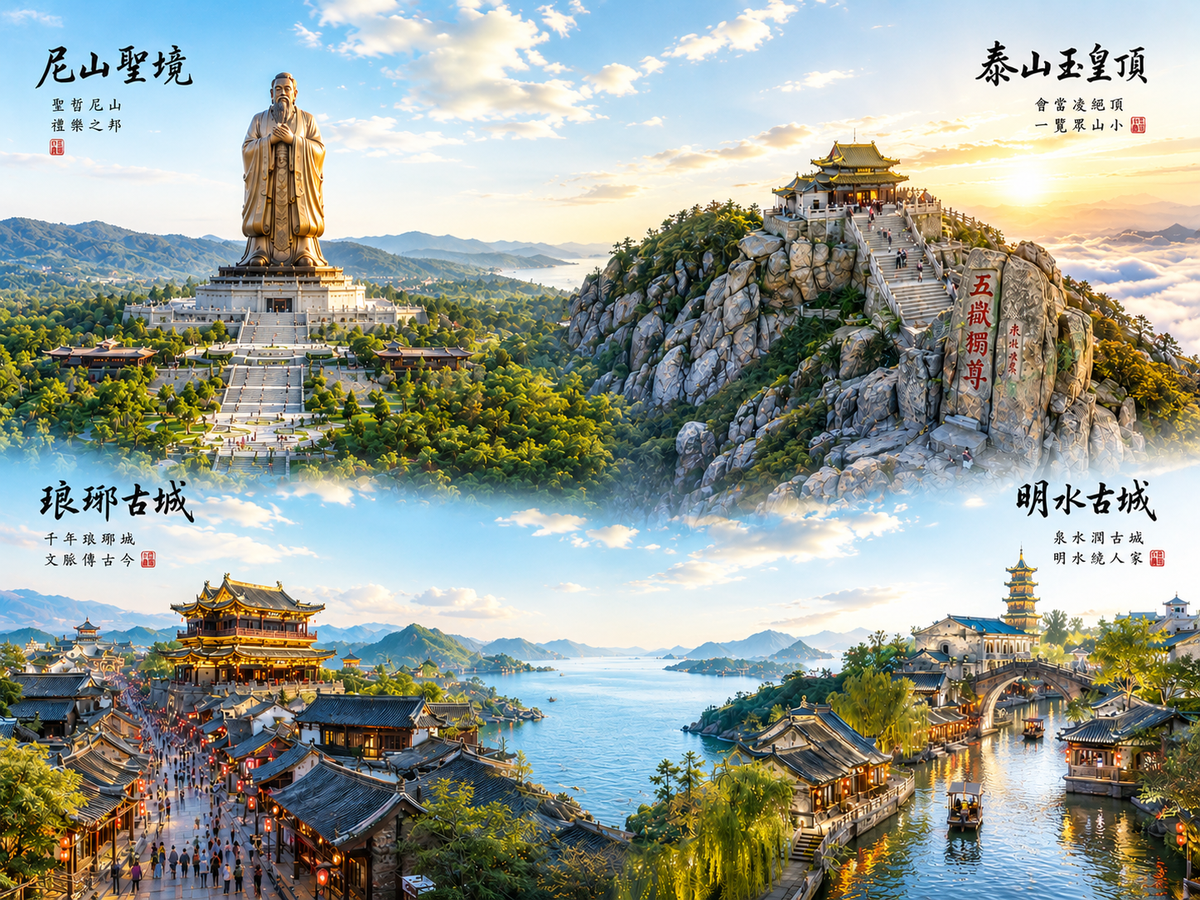 尼山聖境
聖哲尼山
禮樂之邦
泰山玉皇頂
會當凌絕頂
一覽眾山小
五嶽獨尊
琅琊古城
千年琅琊城
文脈傳古今
明水古城
泉水潤古城
明水繞人家